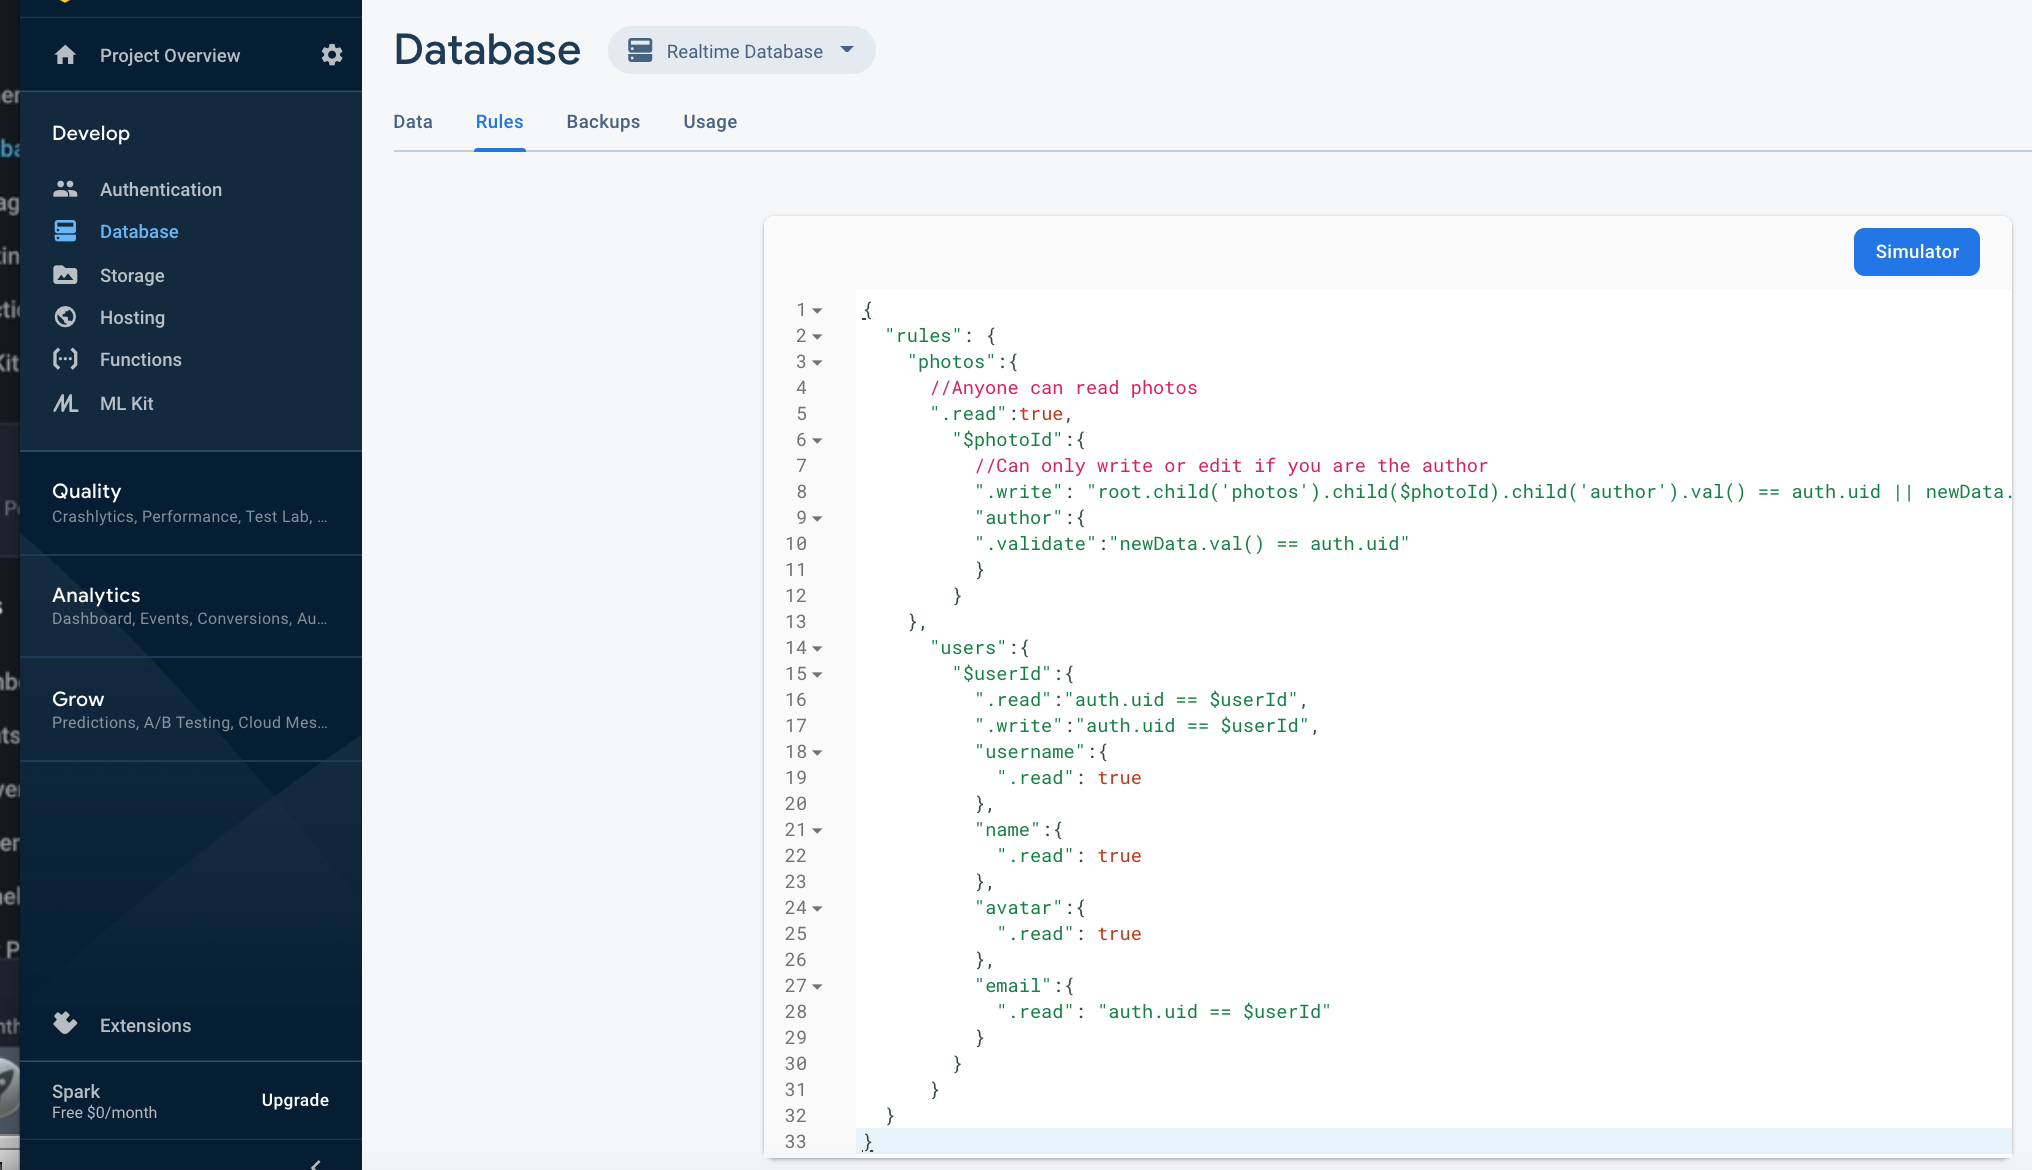 Project Overview
Develop
Authentication
Database
Storage
Hosting
Functions
ML Kit
Quality
Crashlytics, Performance, Test Lab, ...
Analytics
Dashboard, Events, Conversions, Au...
Grow
Predictions, A/B Testing, Cloud Mes...
Extensions
Spark
Free $0/month
Upgrade
Database
Realtime Database
Data Rules Backups Usage
Simulator
1 {
2 "rules": {
3 "photos":{
4 //Anyone can read photos
5 ".read":true,
6 "$photoId":{
7 //Can only write or edit if you are the author
8 ".write": "root.child('photos').child($photoId).child('author').val() == auth.uid || newData.
9 "author":{
10 ".validate":"newData.val() == auth.uid"
11 }
12 }
13 },
14 "users":{
15 "$userId":{
16 ".read":"auth.uid == $userId",
17 ".write":"auth.uid == $userId",
18 "username":{
19 ".read": true
20 },
21 "name":{
22 ".read": true
23 },
24 "avatar":{
25 ".read": true
26 },
27 "email":{
28 ".read": "auth.uid == $userId"
29 }
30 }
31 }
32 }
33 }